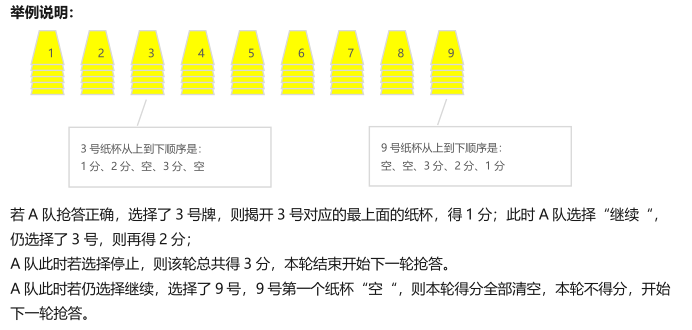 举例说明：
1 2 3 4 5 6 7 8 9
3 号纸杯从上到下顺序是：
1 分、2 分、空、3 分、空
9 号纸杯从上到下顺序是：
空、空、3 分、2 分、1 分
若 A 队抢答正确，选择了 3 号牌，则揭开 3 号对应的最上面的纸杯，得 1 分；此时 A 队选择“继续“，
仍选择了 3 号，则再得 2 分；
A 队此时若选择停止，则该轮总共得 3 分，本轮结束开始下一轮抢答。
A 队此时若仍选择继续，选择了 9 号，9 号第一个纸杯“空“，则本轮得分全部清空，本轮不得分，开始
下一轮抢答。